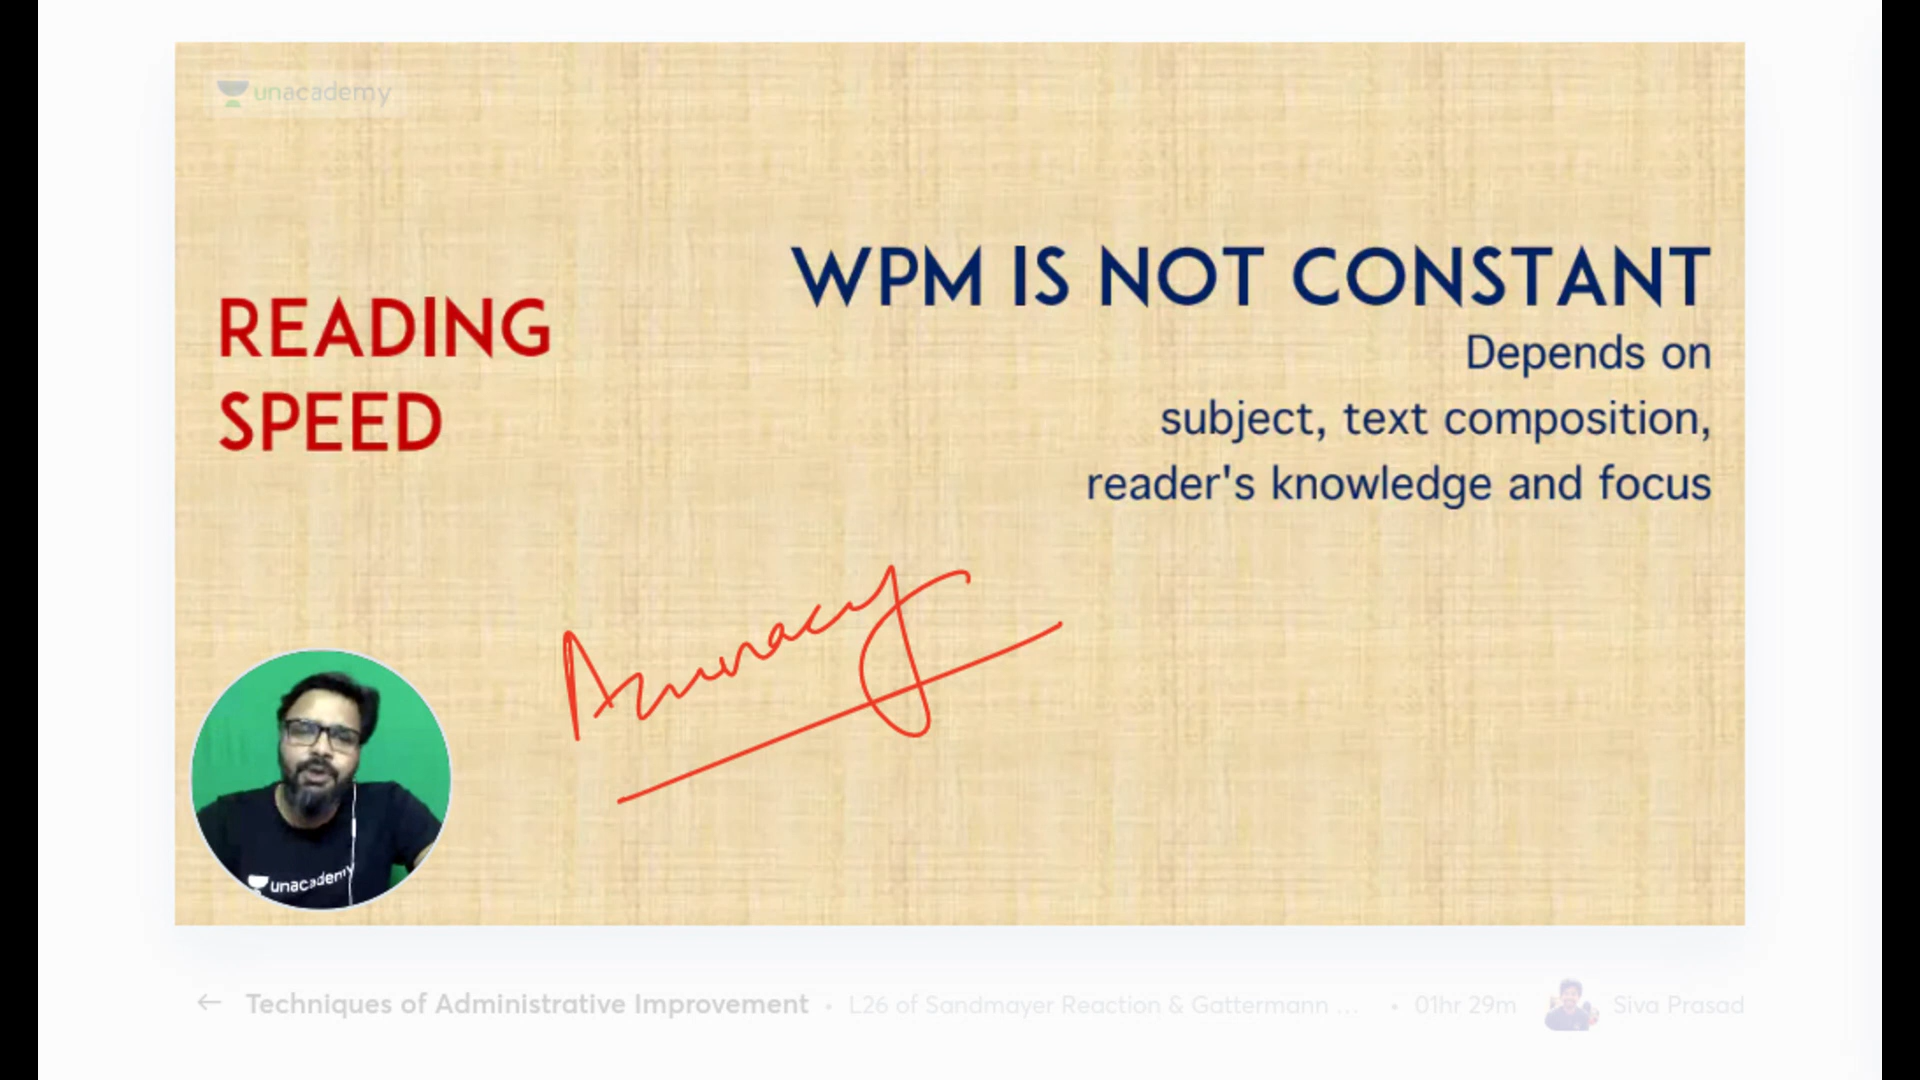 unacademy
READING
SPEED
WPM IS NOT CONSTANT
Depends on
subject, text composition,
reader's knowledge and focus
Accuracy
unacademy
Techniques of Administrative Improvement • L26 of Sandmayer Reaction & Gattermann ... • 01hr 29m Siva Prasad